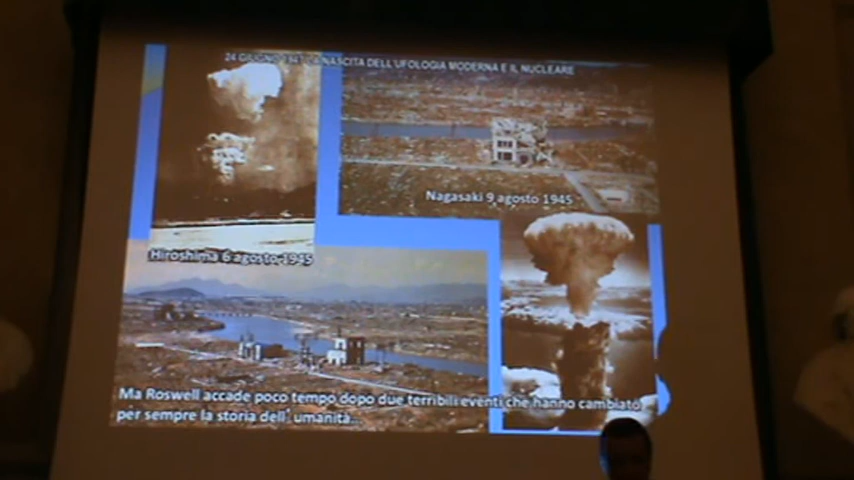 24 GIUGNO 1947 LA NASCITA DELL'UFOLOGIA MODERNA E IL NUCLEARE
Nagasaki 9 agosto 1945
Hiroshima 6 agosto 1945
Ma Roswell accade poco tempo dopo due terribili eventi che hanno cambiato
per sempre la storia dell' umanità...